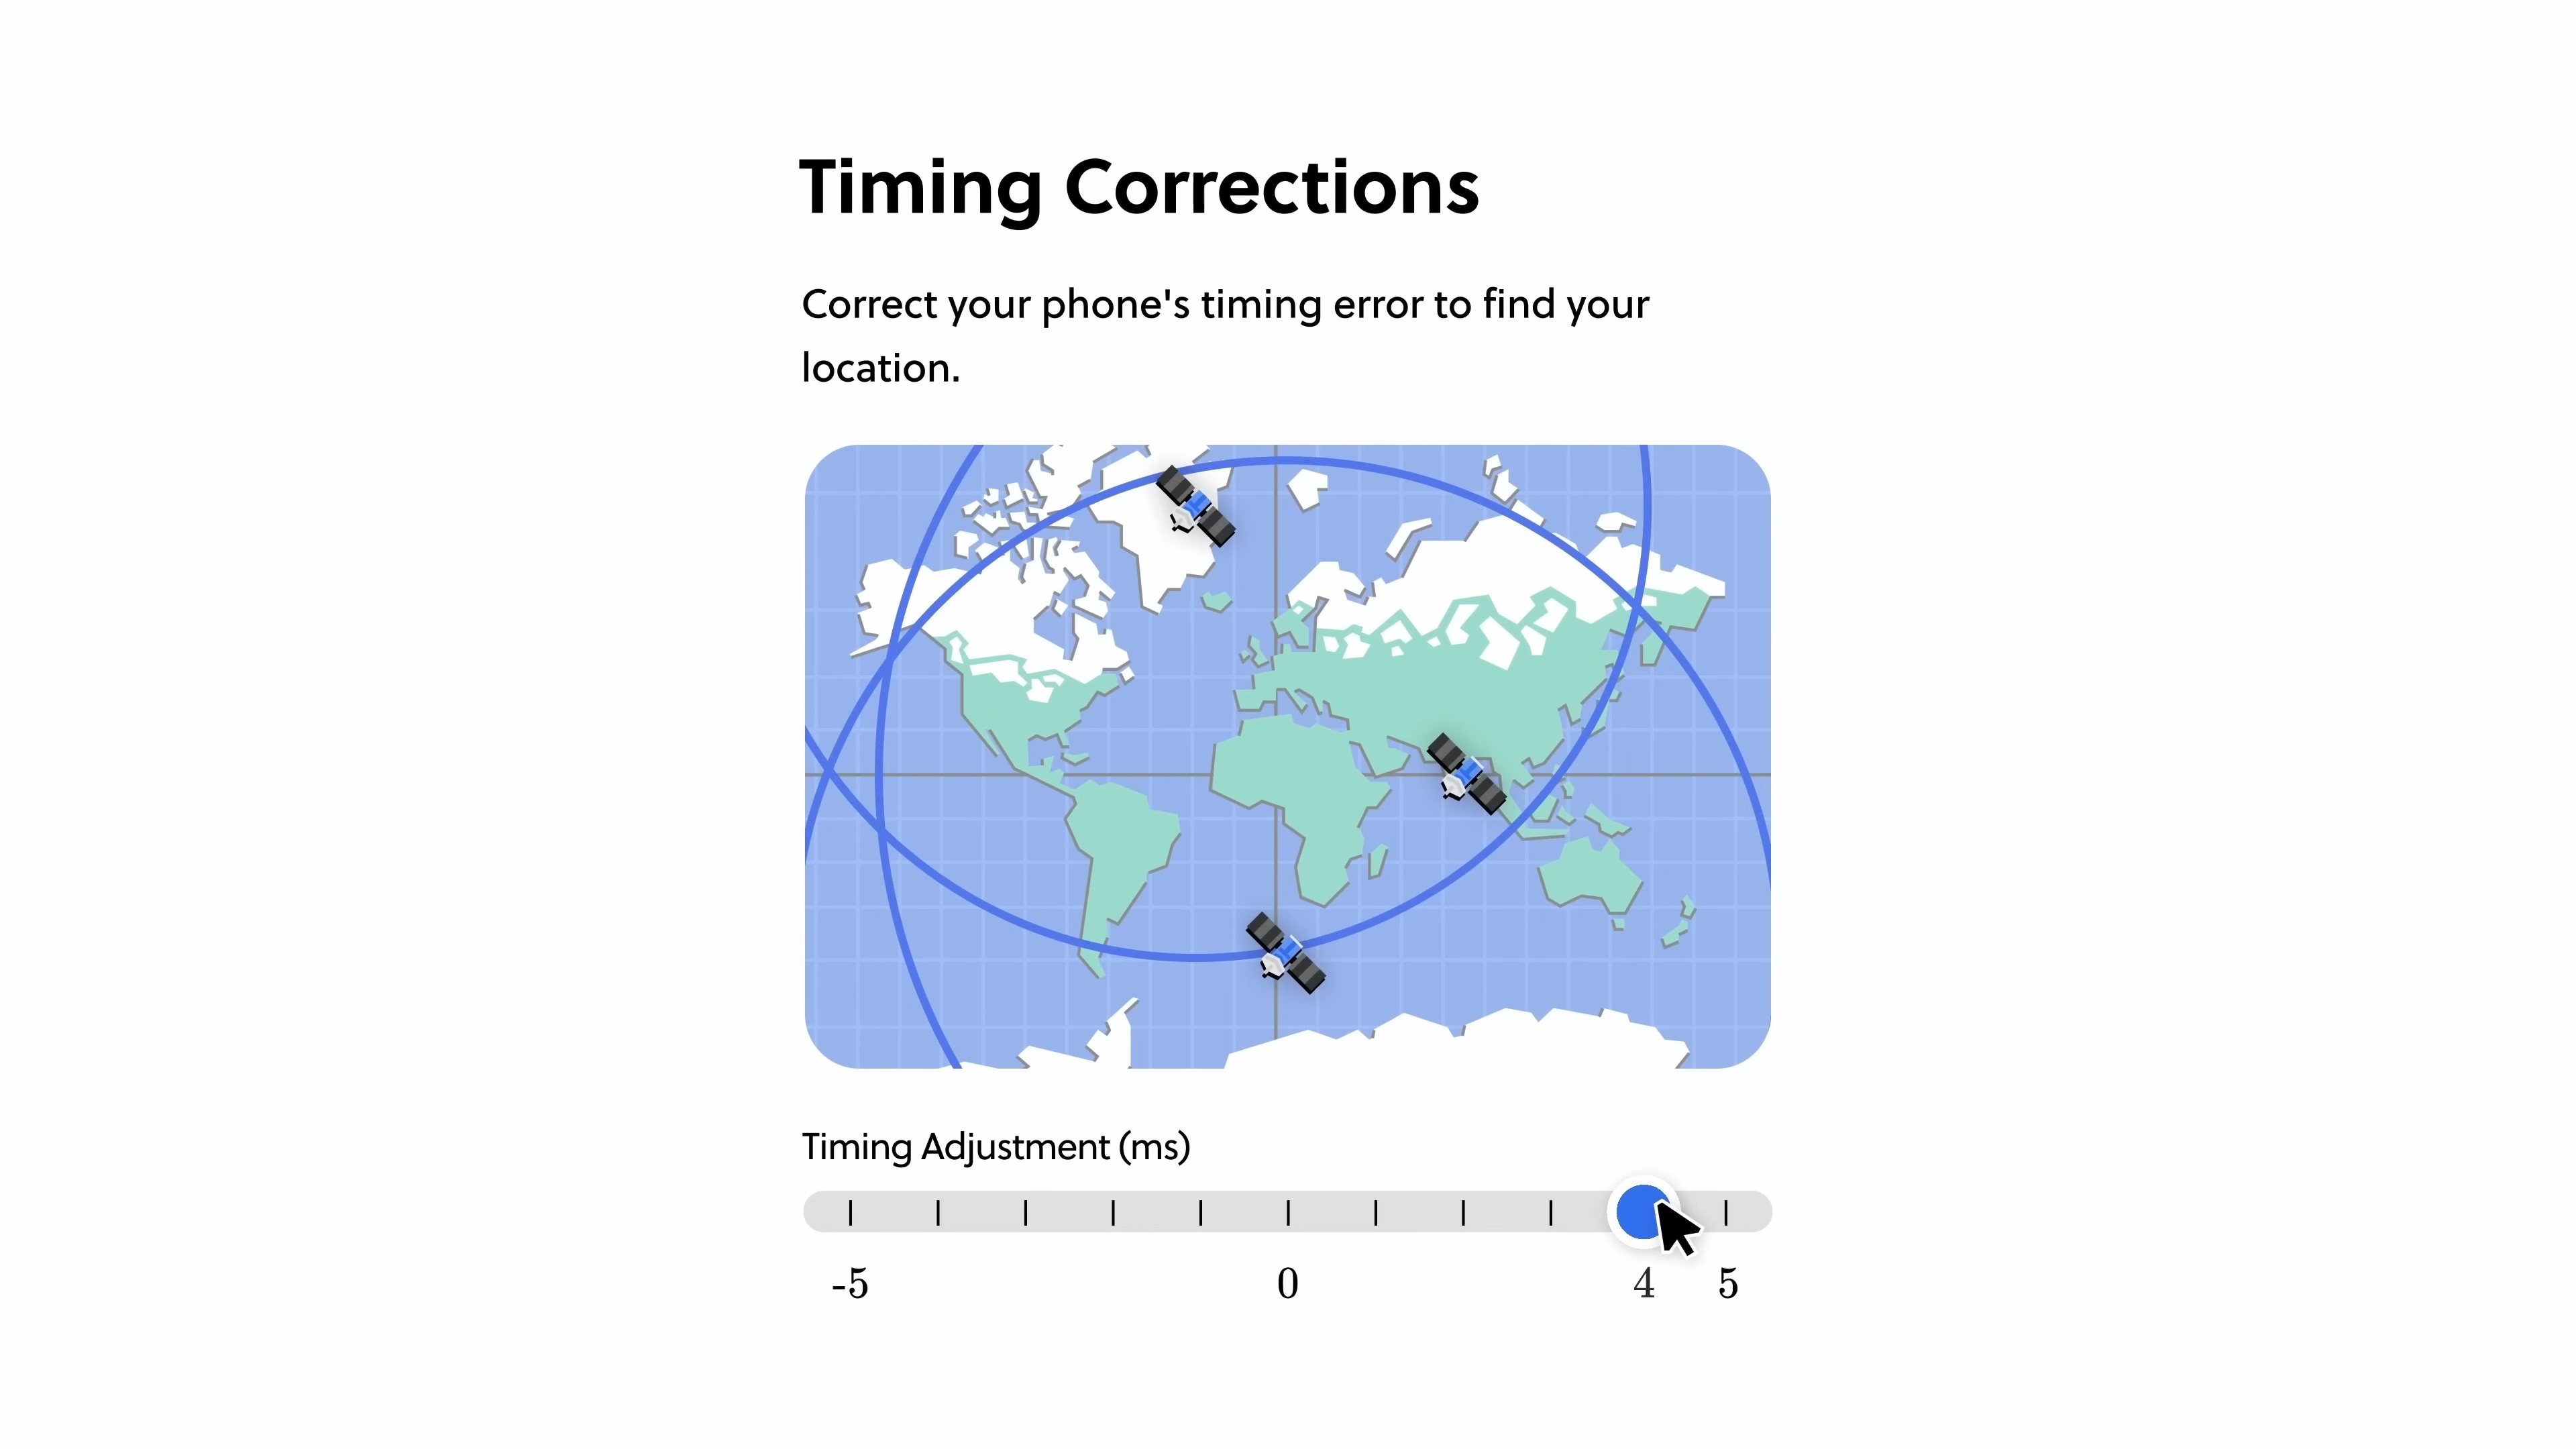 Timing Corrections
Correct your phone's timing error to find your
location.
Timing Adjustment (ms)
-5 0 4 5